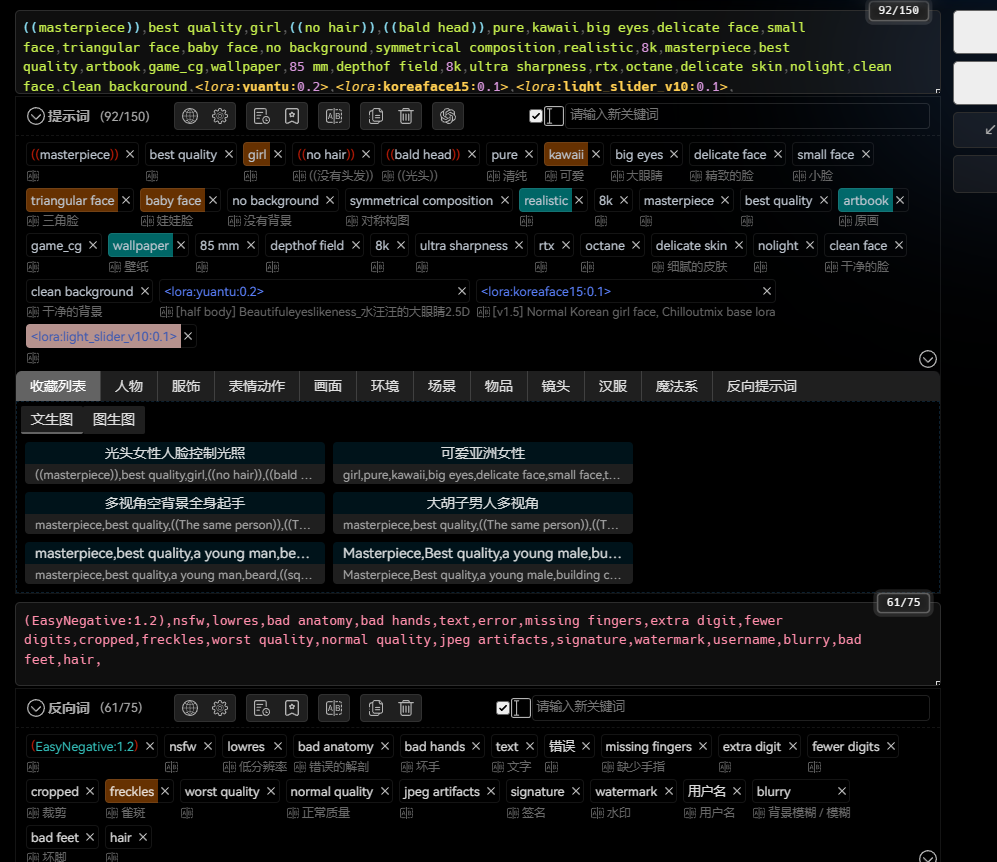 92/150
((masterpiece)),best quality,girl,((no hair)),((bald head)),pure,kawaii,big eyes,delicate face,small
face,triangular face,baby face,no background,symmetrical composition,realistic,8k,masterpiece,best
quality,artbook,game_cg,wallpaper,85 mm,depthof field,8k,ultra sharpness,rtx,octane,delicate skin,nolight,clean
face,clean background,<lora:yuantu:0.2>,<lora:koreaface15:0.1>,<lora:light_slider_v10:0.1>,
提示词 (92/150) 请输入新关键词
((masterpiece)) × best quality × girl × ((no hair)) × ((bald head)) × pure × kawaii × big eyes × delicate face × small face ×
((没有头发)) ((光头)) 清纯 可爱 大眼睛 精致的脸 小脸
triangular face × baby face × no background × symmetrical composition × realistic × 8k × masterpiece × best quality × artbook ×
三角脸 娃娃脸 没有背景 对称构图 原画
game_cg × wallpaper × 85 mm × depthof field × 8k × ultra sharpness × rtx × octane × delicate skin × nolight × clean face ×
壁纸 细腻的皮肤 干净的脸
clean background × <lora:yuantu:0.2> × <lora:koreaface15:0.1> ×
干净的背景 [half body] Beautifuleyeslikeness_水汪汪的大眼睛2.5D [v1.5] Normal Korean girl face, Chilloutmix base lora
<lora:light_slider_v10:0.1> ×
收藏列表 人物 服饰 表情动作 画面 环境 场景 物品 镜头 汉服 魔法系 反向提示词
文生图 图生图
光头女性人脸控制光照 可爱亚洲女性
((masterpiece)),best quality,girl,((no hair)),((bald ... girl,pure,kawaii,big eyes,delicate face,small face,t...
多视角空背景全身起手 大胡子男人多视角
masterpiece,best quality,((The same person)),((T... masterpiece,best quality,((The same person)),((T...
masterpiece,best quality,a young man,be... Masterpiece,Best quality,a young male,bu...
masterpiece,best quality,a young man,beard,((sq... Masterpiece,Best quality,a young male,building c...
61/75
(EasyNegative:1.2),nsfw,lowres,bad anatomy,bad hands,text,error,missing fingers,extra digit,fewer
digits,cropped,freckles,worst quality,normal quality,jpeg artifacts,signature,watermark,username,blurry,bad
feet,hair,
反向词 (61/75) 请输入新关键词
(EasyNegative:1.2) × nsfw × lowres × bad anatomy × bad hands × text × 错误 × missing fingers × extra digit × fewer digits ×
低分辨率 错误的解剖 坏手 文字 缺少手指
cropped × freckles × worst quality × normal quality × jpeg artifacts × signature × watermark × 用户名 × blurry ×
裁剪 雀斑 正常质量 签名 水印 用户名 背景模糊 / 模糊
bad feet × hair ×
坏脚